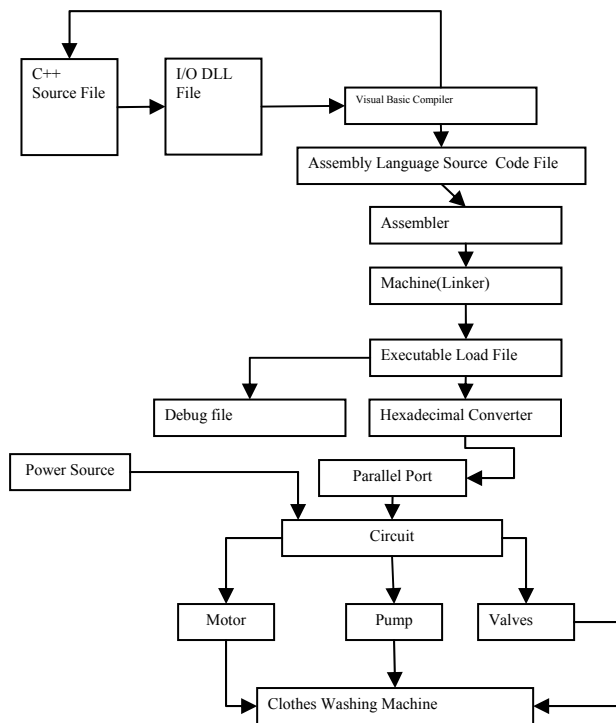 C++
Source File
I/O DLL
File
Visual Basic Compiler
Assembly Language Source Code File
Assembler
Machine(Linker)
Executable Load File
Debug file
Hexadecimal Converter
Power Source
Parallel Port
Circuit
Motor
Pump
Valves
Clothes Washing Machine